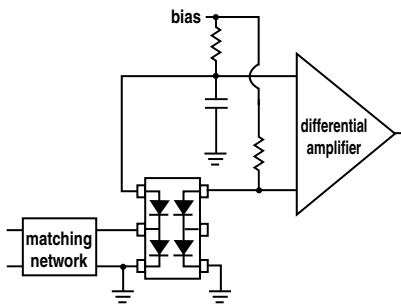 bias
differential
amplifier
matching
network